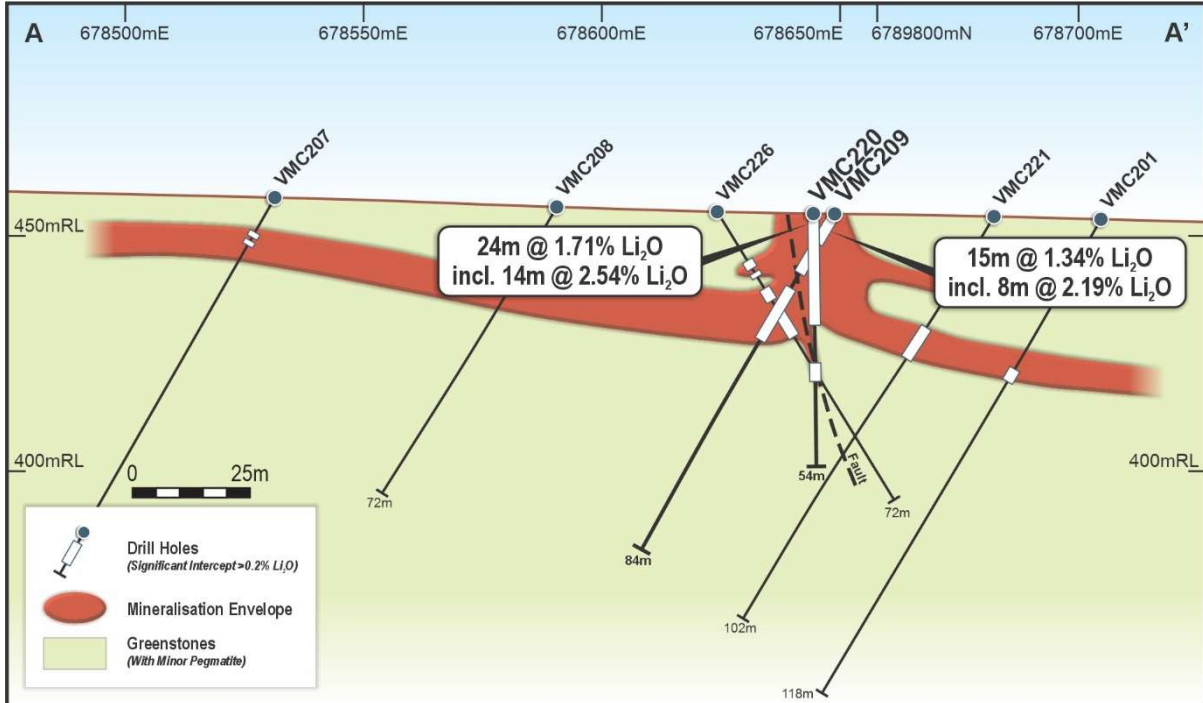 A
A'
678500mE
678550mE
678600mE
678650mE
6789800mN
678700mE
VMC207
VMC208
VMC226
VMC220
VMC209
VMC221
VMC201
450mRL
24m @ 1.71% Li₂O
incl. 14m @ 2.54% Li₂O
15m @ 1.34% Li₂O
incl. 8m @ 2.19% Li₂O
400mRL
400mRL
0
25m
Fault
54m
72m
72m
84m
102m
118m
Drill Holes
(Significant Intercept >0.2% Li₂O)
Mineralisation Envelope
Greenstones
(With Minor Pegmatite)